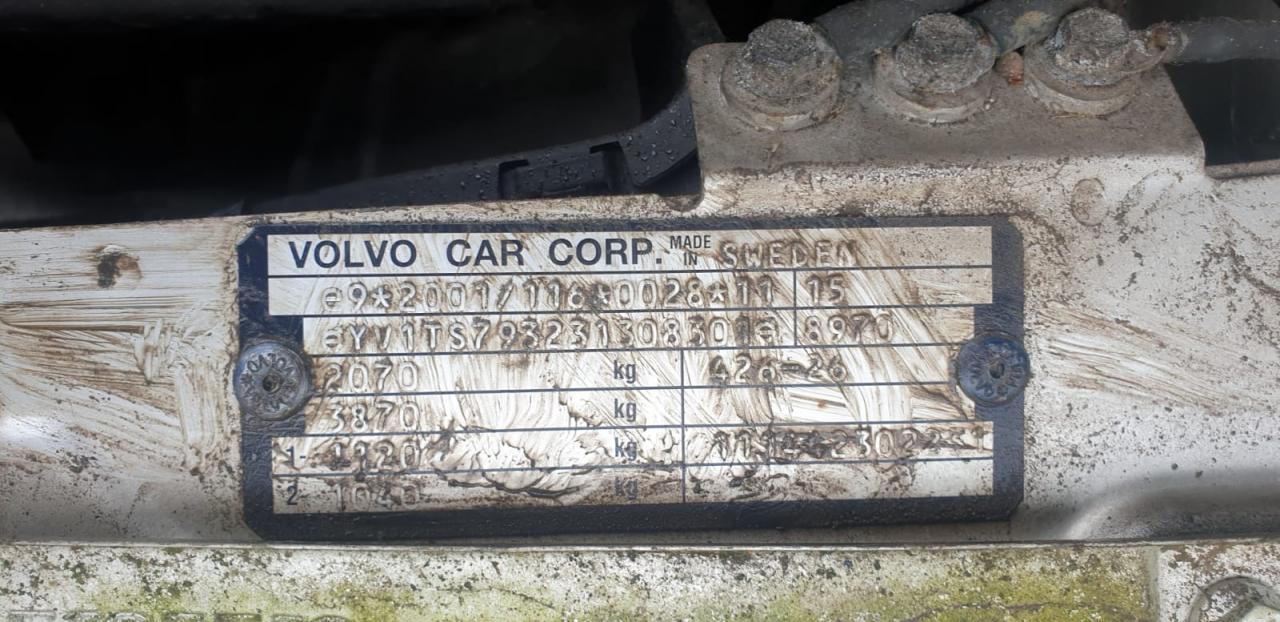 VOLVO CAR CORP. MADE IN SWEDEN
e9*2001/116*0028*11 15
YV1TS793231308301 8970
2070 kg 426-26
3870 kg
1- 1120 kg
2 1040 kg